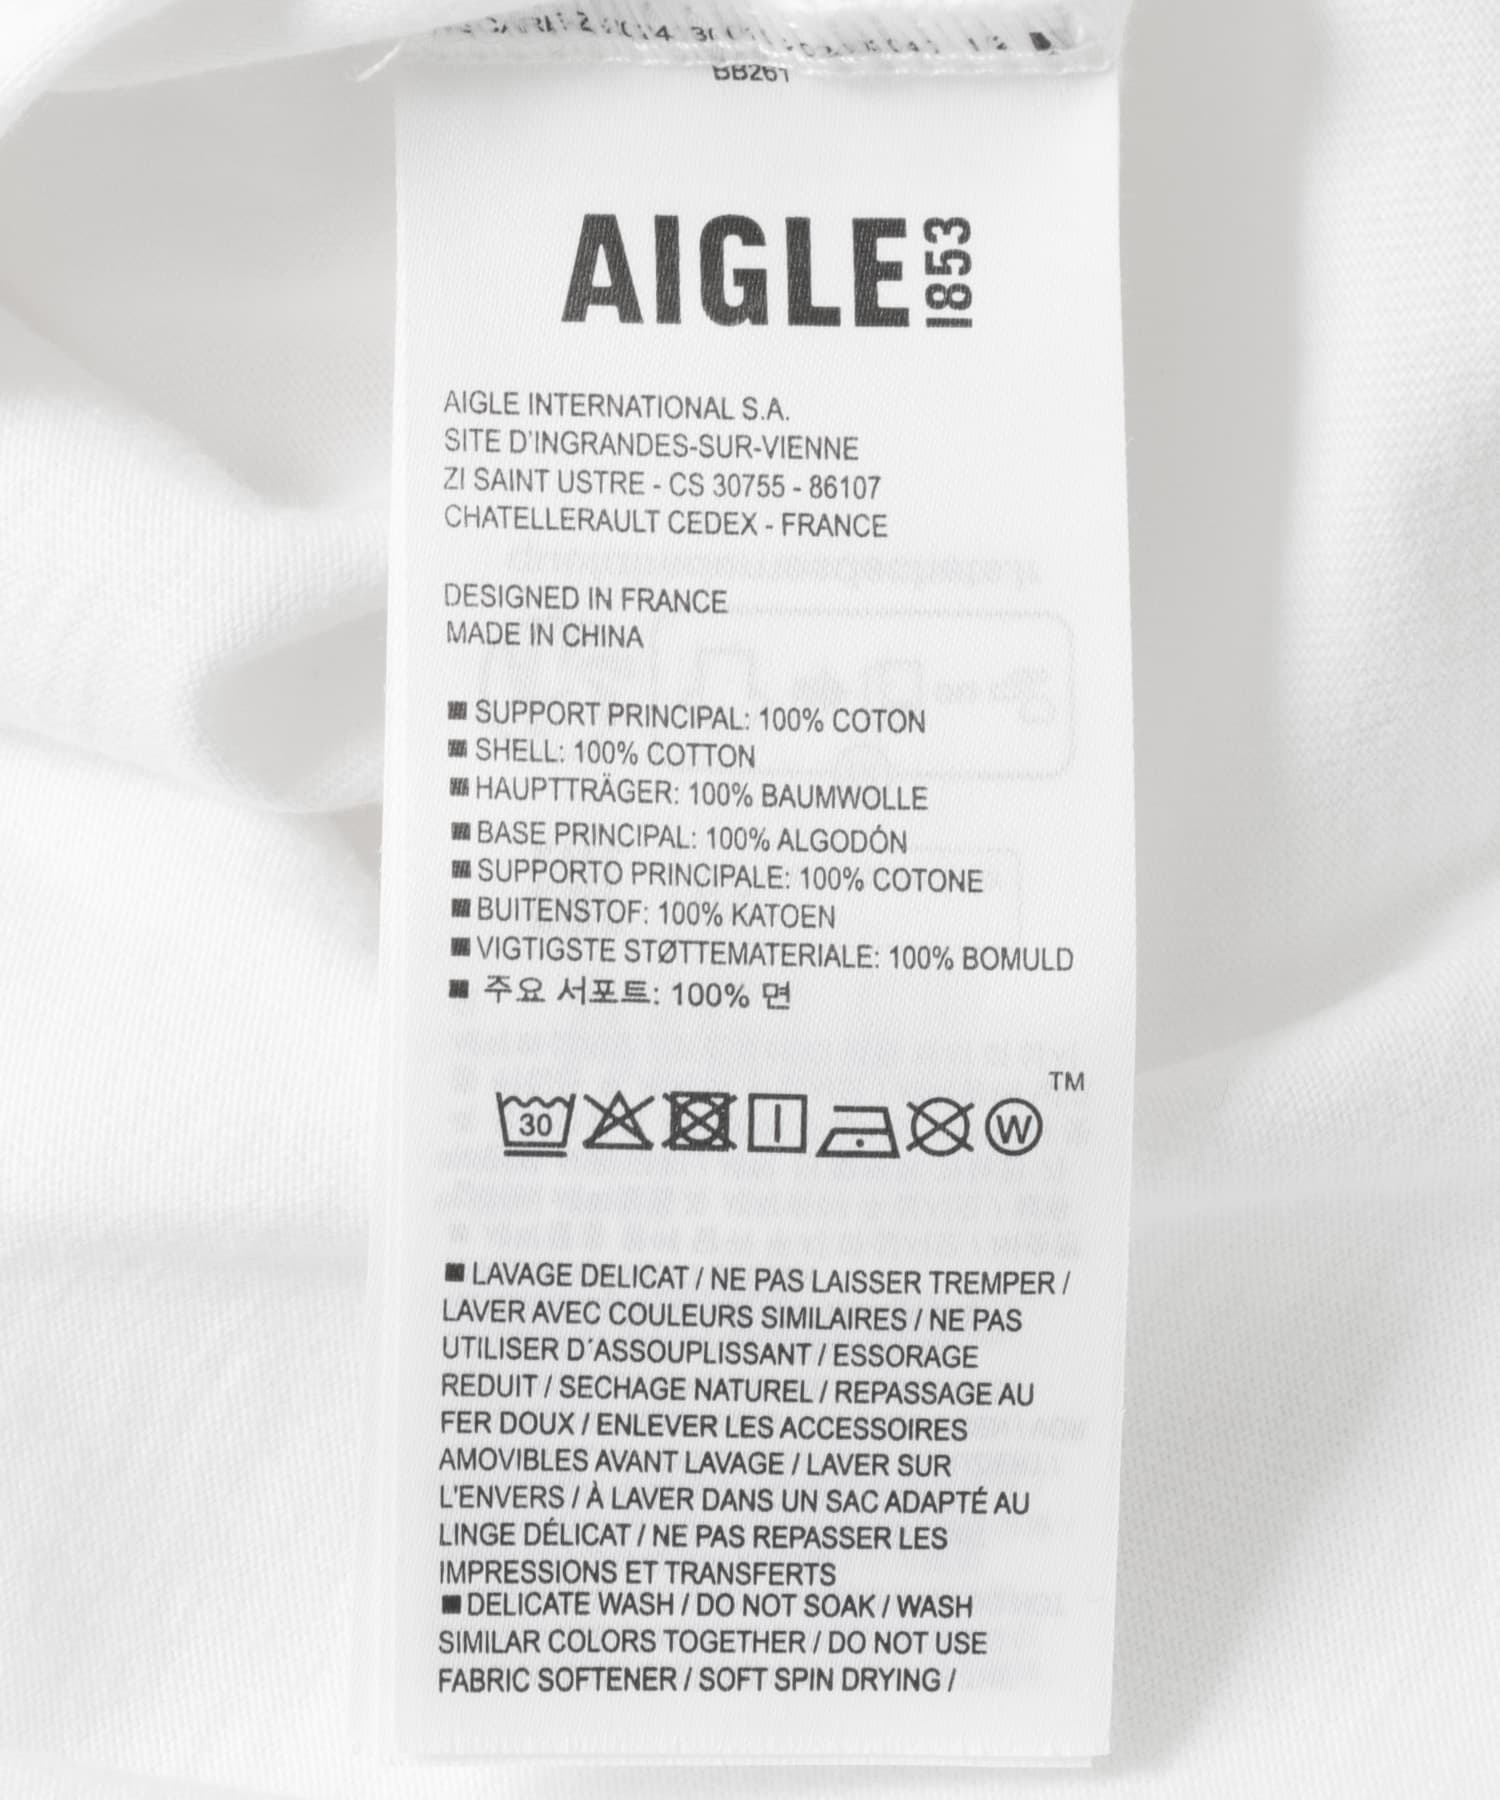 BB261
AIGLE 1853
AIGLE INTERNATIONAL S.A.
SITE D'INGRANDES-SUR-VIENNE
ZI SAINT USTRE - CS 30755 - 86107
CHATELLERAULT CEDEX - FRANCE
DESIGNED IN FRANCE
MADE IN CHINA
■ SUPPORT PRINCIPAL: 100% COTON
■ SHELL: 100% COTTON
■ HAUPTTRÄGER: 100% BAUMWOLLE
■ BASE PRINCIPAL: 100% ALGODÓN
■ SUPPORTO PRINCIPALE: 100% COTONE
■ BUITENSTOF: 100% KATOEN
■ VIGTIGSTE STØTTEMATERIALE: 100% BOMULD
■ 주요 서포트: 100% 면
TM
30 W
■ LAVAGE DELICAT / NE PAS LAISSER TREMPER /
LAVER AVEC COULEURS SIMILAIRES / NE PAS
UTILISER D´ASSOUPLISSANT / ESSORAGE
REDUIT / SECHAGE NATUREL / REPASSAGE AU
FER DOUX / ENLEVER LES ACCESSOIRES
AMOVIBLES AVANT LAVAGE / LAVER SUR
L'ENVERS / À LAVER DANS UN SAC ADAPTÉ AU
LINGE DÉLICAT / NE PAS REPASSER LES
IMPRESSIONS ET TRANSFERTS
■ DELICATE WASH / DO NOT SOAK / WASH
SIMILAR COLORS TOGETHER / DO NOT USE
FABRIC SOFTENER / SOFT SPIN DRYING /